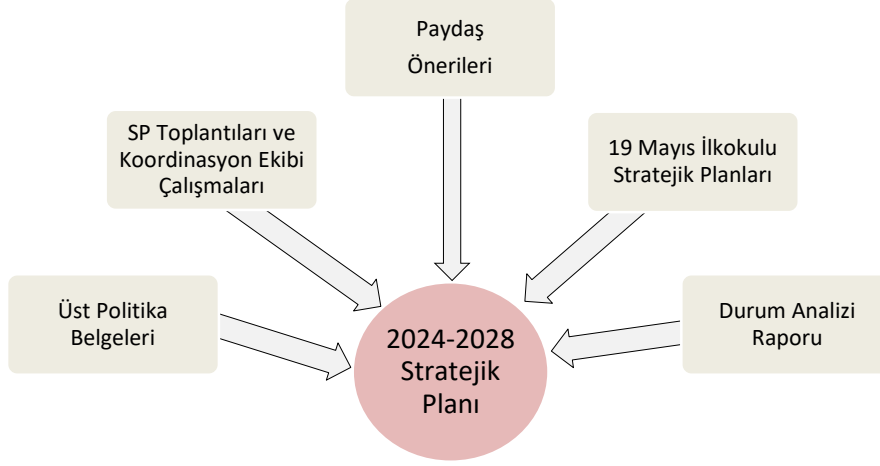 Paydaş
Önerileri
SP Toplantıları ve
Koordinasyon Ekibi
Çalışmaları
19 Mayıs İlkokulu
Stratejik Planları
Üst Politika
Belgeleri
Durum Analizi
Raporu
2024-2028
Stratejik
Planı